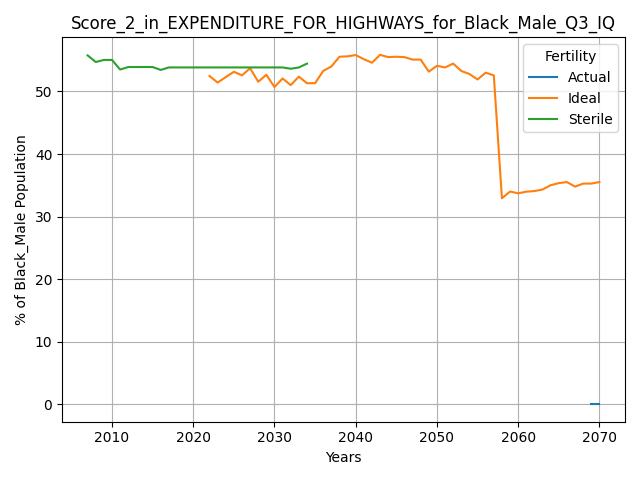 Score_2_in_EXPENDITURE_FOR_HIGHWAYS_for_Black_Male_Q3_IQ
Fertility
Actual
Ideal
Sterile
% of Black_Male Population
50
40
30
20
10
0
2010 2020 2030 2040 2050 2060 2070
Years